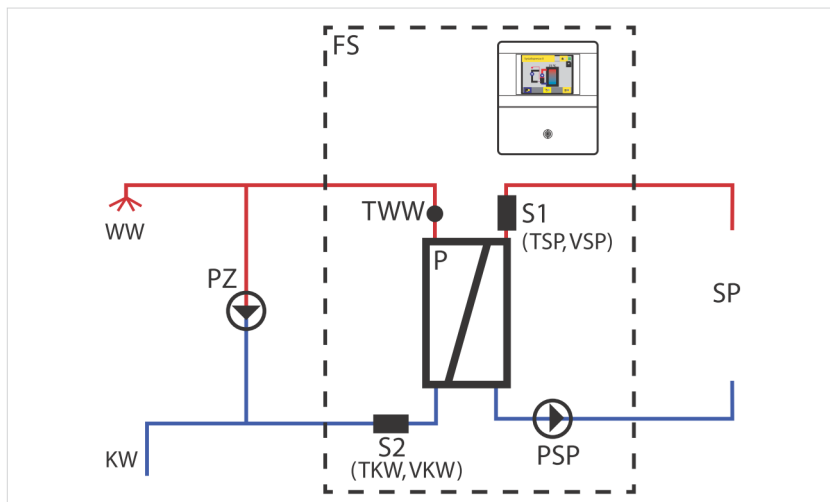 FS
TWW
S1
(TSP, VSP)
WW
P
PZ
SP
S2
(TKW, VKW)
KW
PSP